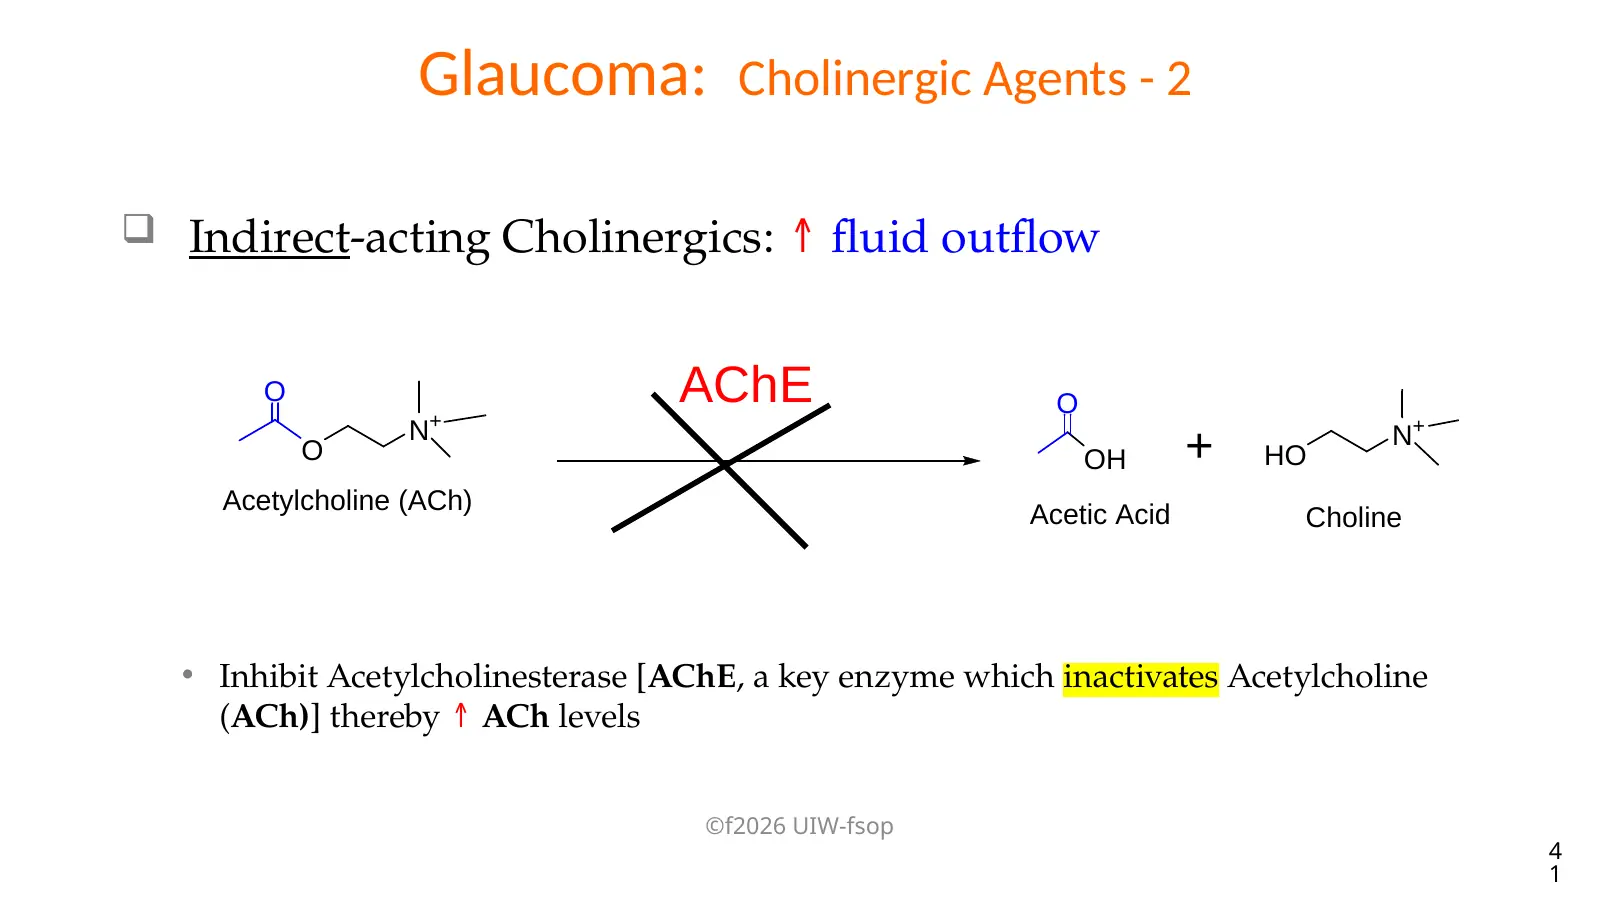 Glaucoma: Cholinergic Agents - 2
❑ Indirect-acting Cholinergics: ↑ fluid outflow
AChE
O
O
N+
Acetylcholine (ACh)
O
OH
+
HO
N+
Acetic Acid
Choline
• Inhibit Acetylcholinesterase [AChE, a key enzyme which inactivates Acetylcholine
(ACh)] thereby ↑ ACh levels
©f2026 UIW-fsop
4
1